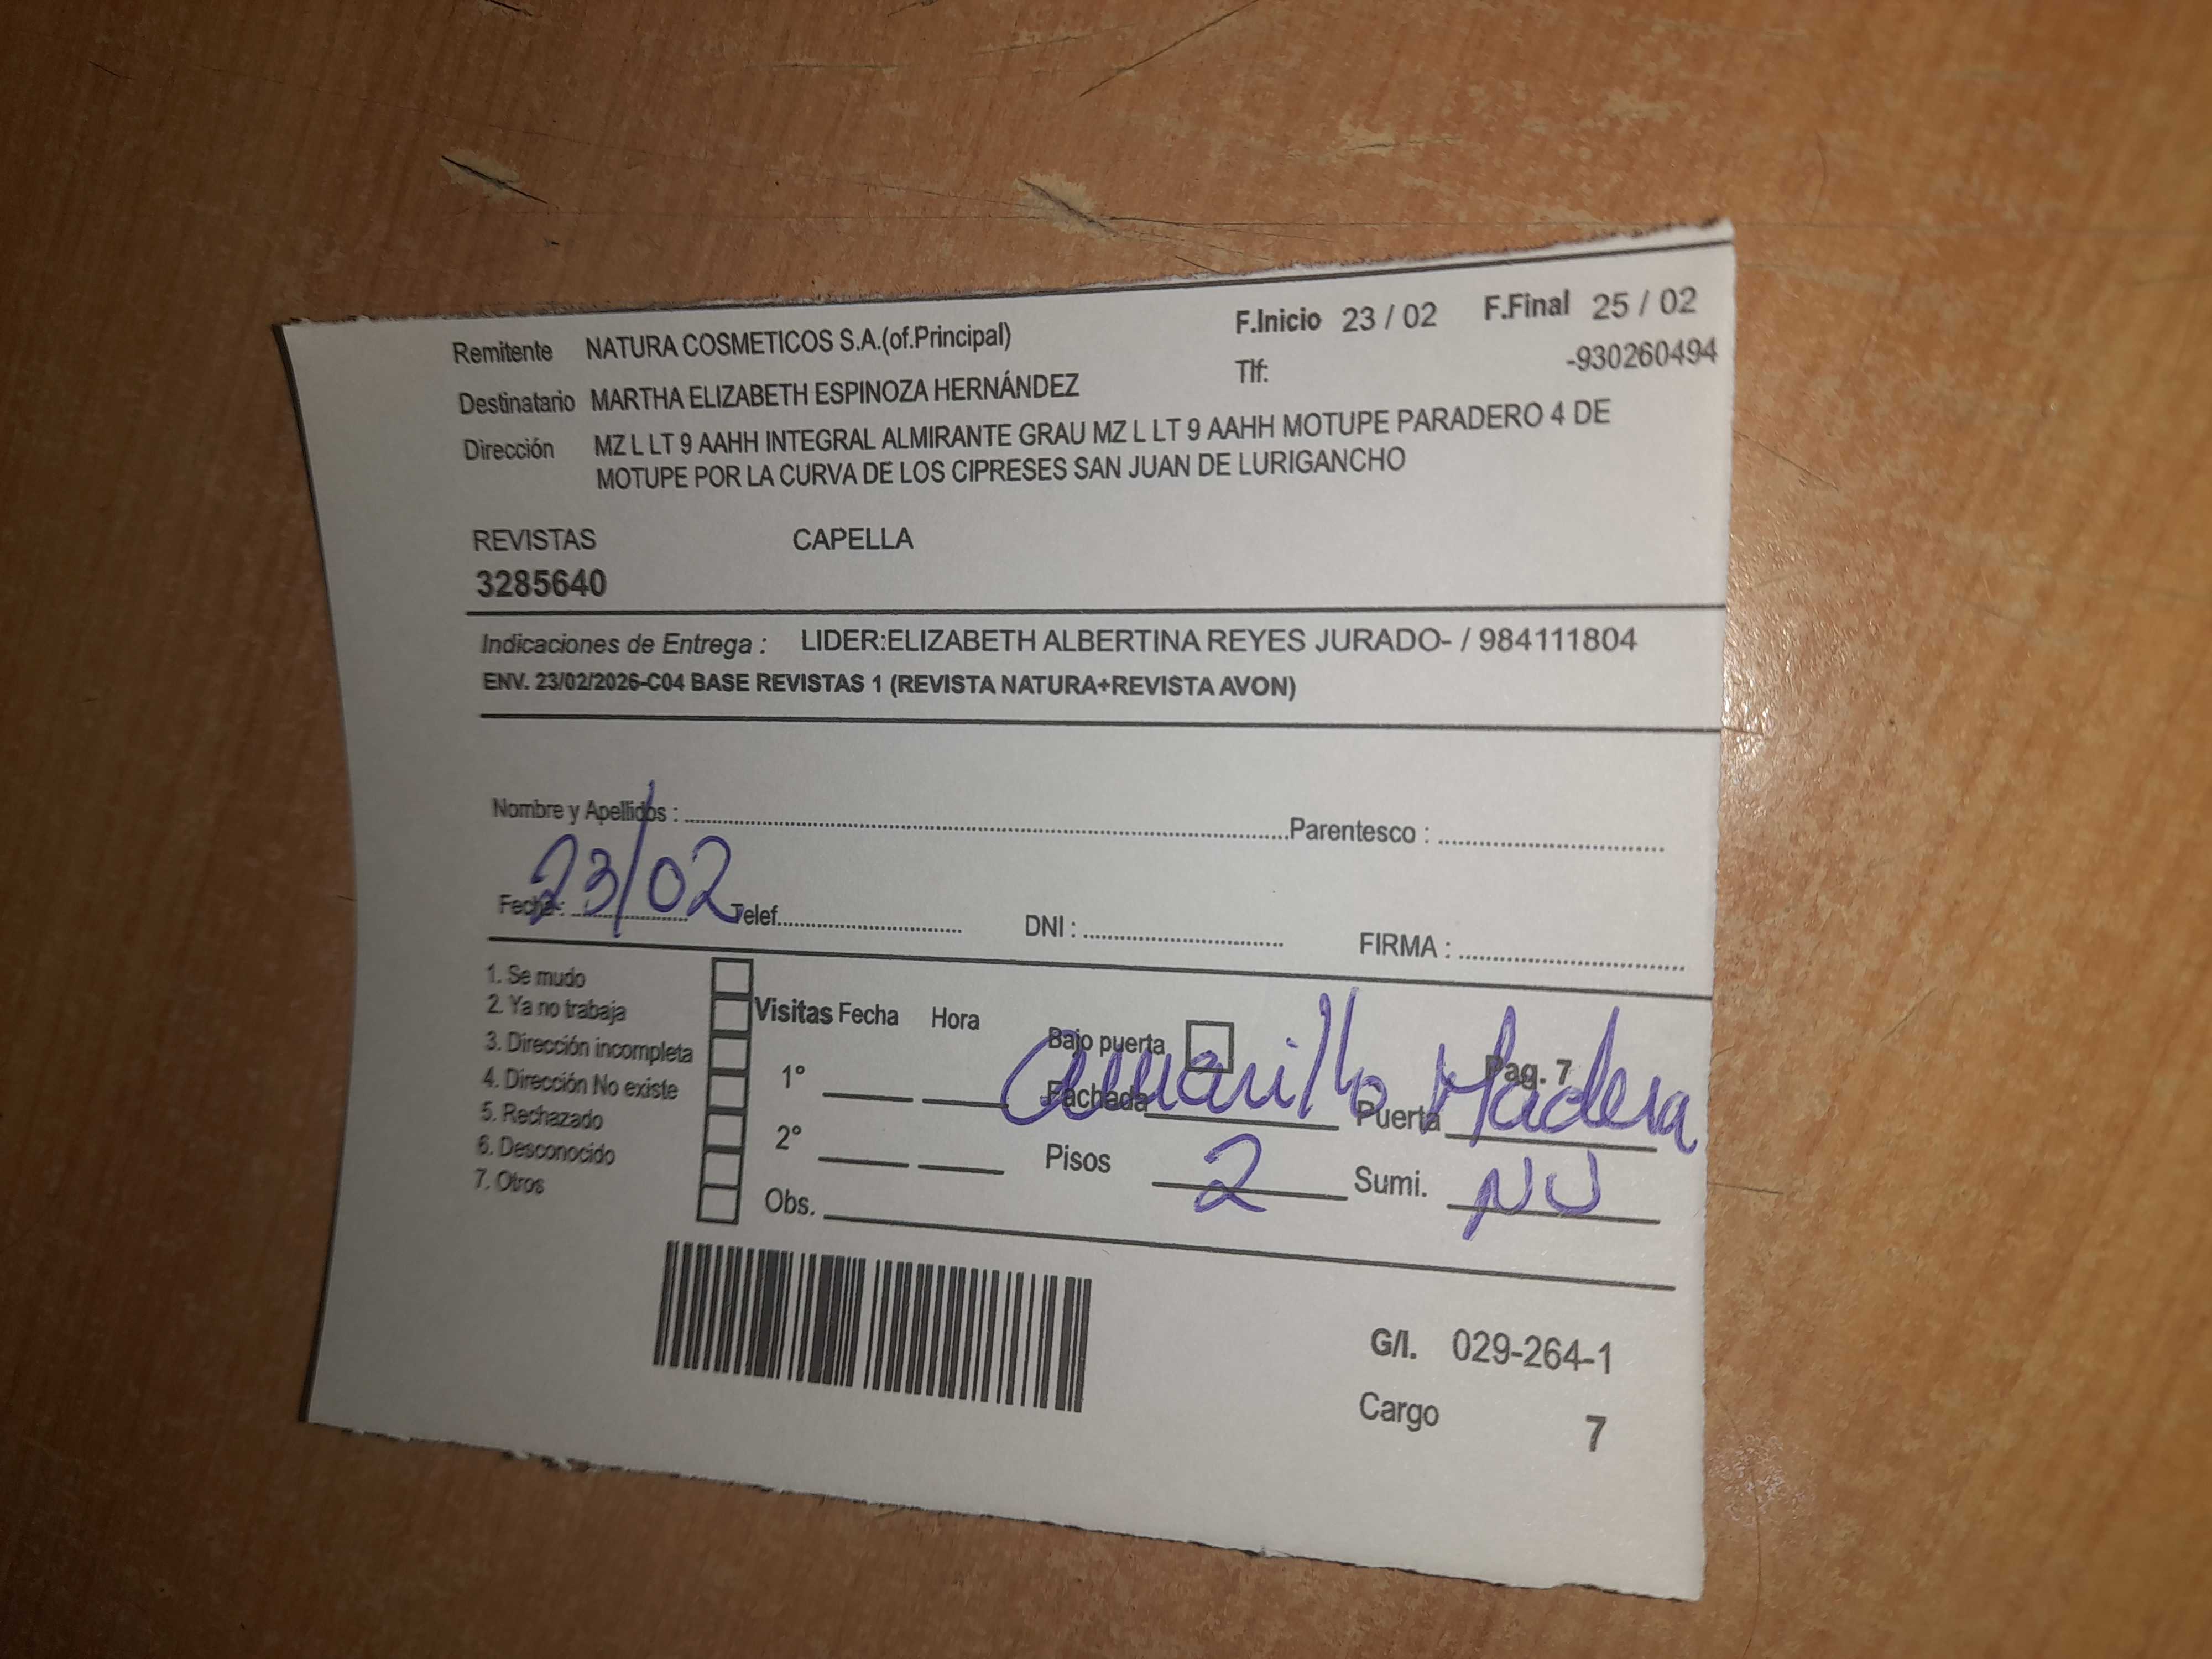 Remitente NATURA COSMETICOS S.A.(of.Principal) F.Inicio 23 / 02 F.Final 25 / 02
Destinatario MARTHA ELIZABETH ESPINOZA HERNÁNDEZ Tlf: -930260494
Dirección MZ L LT 9 AAHH INTEGRAL ALMIRANTE GRAU MZ L LT 9 AAHH MOTUPE PARADERO 4 DE
MOTUPE POR LA CURVA DE LOS CIPRESES SAN JUAN DE LURIGANCHO
REVISTAS CAPELLA
3285640
Indicaciones de Entrega : LIDER:ELIZABETH ALBERTINA REYES JURADO- / 984111804
ENV. 23/02/2026-C04 BASE REVISTAS 1 (REVISTA NATURA+REVISTA AVON)
Nombre y Apellidos : Parentesco :
Fecha : 23/02 Telef. DNI : FIRMA :
1. Se mudo
2. Ya no trabaja
3. Dirección incompleta
4. Dirección No existe
5. Rechazado
6. Desconocido
7. Otros
Visitas Fecha Hora
1°
2°
Obs.
Bajo puerta Pag. 7
Fachada amarillo Puerta Madera
Pisos 2 Sumi.
G/I. 029-264-1
Cargo 7